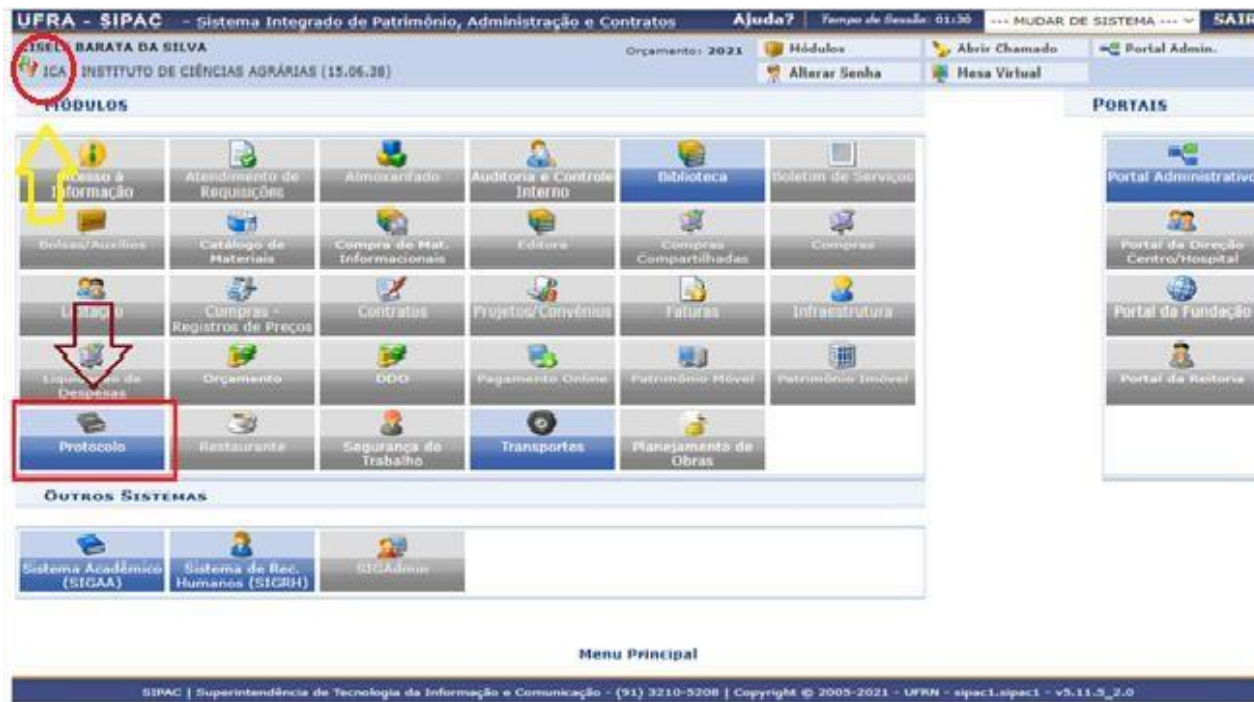 UFRA - SIPAC - Sistema Integrado de Patrimônio, Administração e Contratos
Ajuda? Tempo de Sessão: 01:30 --- MUDAR DE SISTEMA --- SAIR
BARATA DA SILVA
Orçamento: 2021
Módulos
Abrir Chamado
Portal Admin.
ICA INSTITUTO DE CIÊNCIAS AGRÁRIAS (15.06.38)
Alterar Senha
Mesa Virtual
MÓDULOS
PORTAIS
Acesso à Informação
Atendimento de Requisições
Almoxarifado
Auditoria e Controle Interno
Biblioteca
Boletim de Serviços
Portal Administrativo
Bolsas/Auxílios
Catálogo de Materiais
Compra de Mat. Informacionais
Editora
Compras Compartilhadas
Compras
Portal da Direção Centro/Hospital
Licitação
Compras - Registros de Preços
Contratos
Projetos/Convênios
Faturas
Infraestrutura
Portal da Fundação
Liquidação de Despesas
Orçamento
DDO
Pagamento Online
Patrimônio Móvel
Patrimônio Imóvel
Portal da Reitoria
Protocolo
Restaurante
Segurança do Trabalho
Transportes
Planejamento de Obras
OUTROS SISTEMAS
Sistema Acadêmico (SIGAA)
Sistema de Rec. Humanos (SIGRH)
SIGAdmin
Menu Principal
SIPAC | Superintendência de Tecnologia da Informação e Comunicação - (91) 3210-5208 | Copyright © 2005-2021 - UFRN - sipac1.sipac1 - v5.11.5_2.0